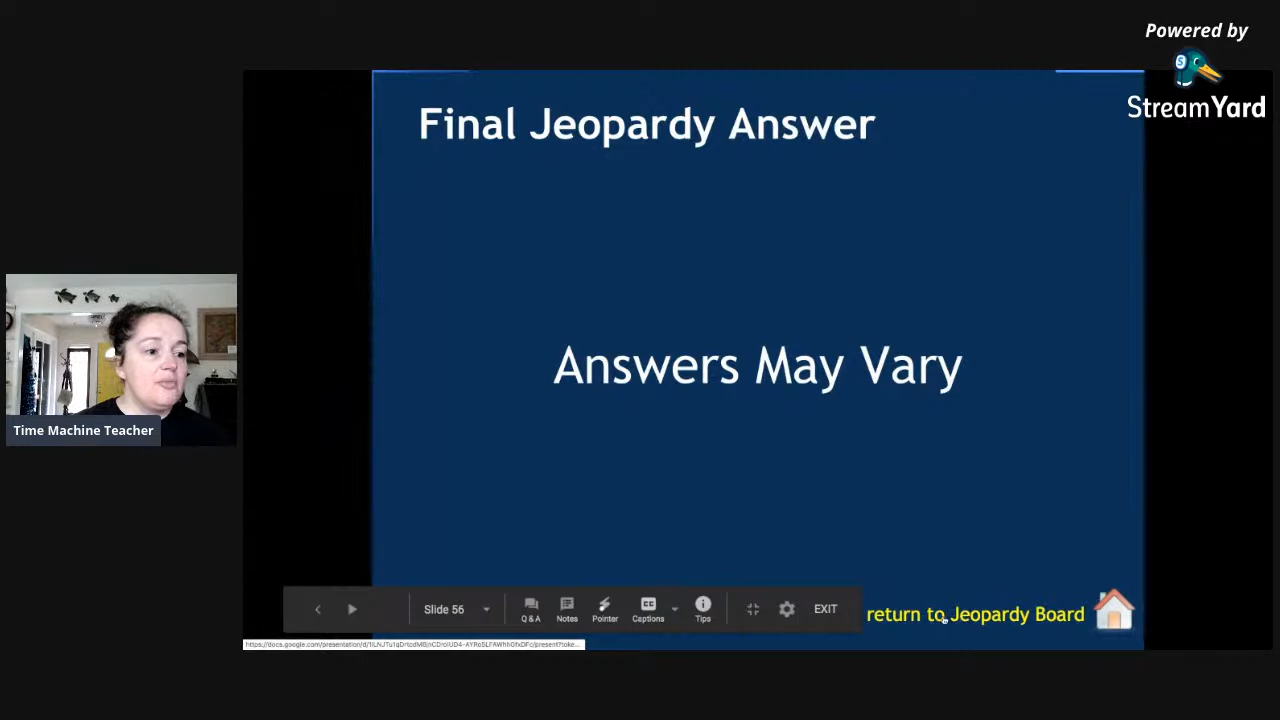 Powered by
StreamYard
Final Jeopardy Answer
Answers May Vary
Time Machine Teacher
Slide 56
Q & A
Notes
Pointer
CC
Captions
Tips
EXIT
return to Jeopardy Board